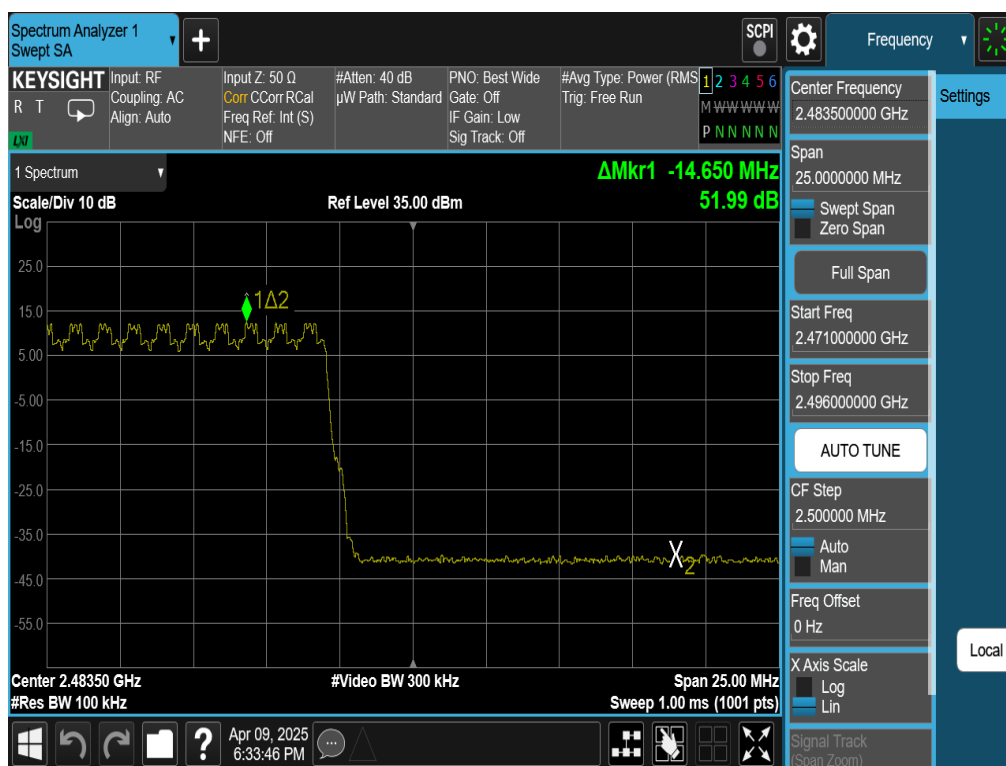 Spectrum Analyzer 1
Swept SA
+
SCPI
Frequency
KEYSIGHT
R T
LXI
Input: RF
Coupling: AC
Align: Auto
Input Z: 50 Ω
Corr CCorr RCal
Freq Ref: Int (S)
NFE: Off
#Atten: 40 dB
µW Path: Standard
PNO: Best Wide
Gate: Off
IF Gain: Low
Sig Track: Off
#Avg Type: Power (RMS
Trig: Free Run
1 2 3 4 5 6
M W W W W W
P N N N N N
1 Spectrum
ΔMkr1 -14.650 MHz
51.99 dB
Scale/Div 10 dB
Ref Level 35.00 dBm
Log
25.0
15.0
5.00
-5.00
-15.0
-25.0
-35.0
-45.0
-55.0
1Δ2
X2
Center 2.48350 GHz
#Video BW 300 kHz
Span 25.00 MHz
#Res BW 100 kHz
Sweep 1.00 ms (1001 pts)
Center Frequency
2.483500000 GHz
Span
25.0000000 MHz
Swept Span
Zero Span
Full Span
Start Freq
2.471000000 GHz
Stop Freq
2.496000000 GHz
AUTO TUNE
CF Step
2.500000 MHz
Auto
Man
Freq Offset
0 Hz
X Axis Scale
Log
Lin
Signal Track
(Span Zoom)
Settings
Local
?
Apr 09, 2025
6:33:46 PM